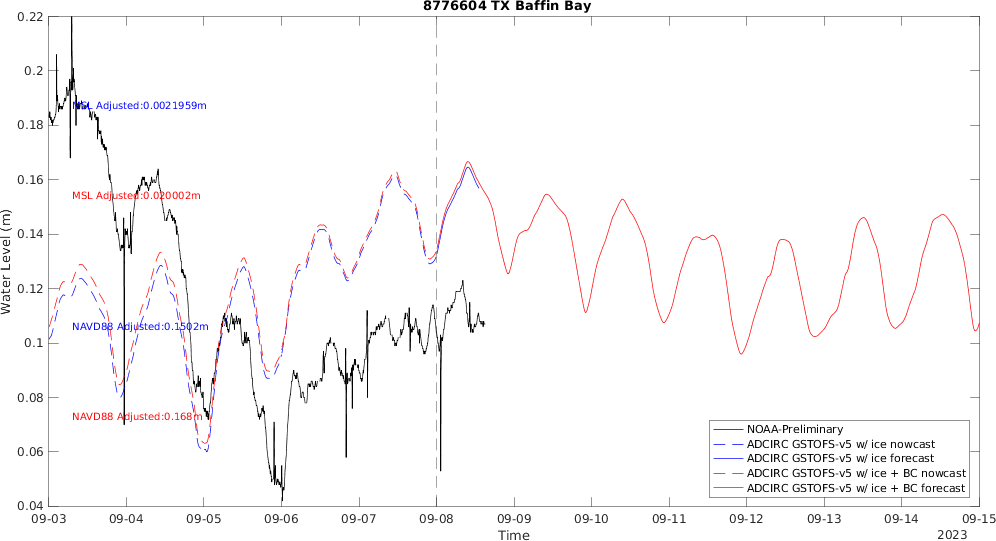 8776604 TX Baffin Bay
Water Level (m)
0.22
0.2
0.18
0.16
0.14
0.12
0.1
0.08
0.06
0.04
MSL Adjusted:0.0021959m
MSL Adjusted:0.020002m
NAVD88 Adjusted:0.1502m
NAVD88 Adjusted:0.168m
NOAA-Preliminary
ADCIRC GSTOFS-v5 w/ ice nowcast
ADCIRC GSTOFS-v5 w/ ice forecast
ADCIRC GSTOFS-v5 w/ ice + BC nowcast
ADCIRC GSTOFS-v5 w/ ice + BC forecast
09-03 09-04 09-05 09-06 09-07 09-08 09-09 09-10 09-11 09-12 09-13 09-14 09-15
Time
2023